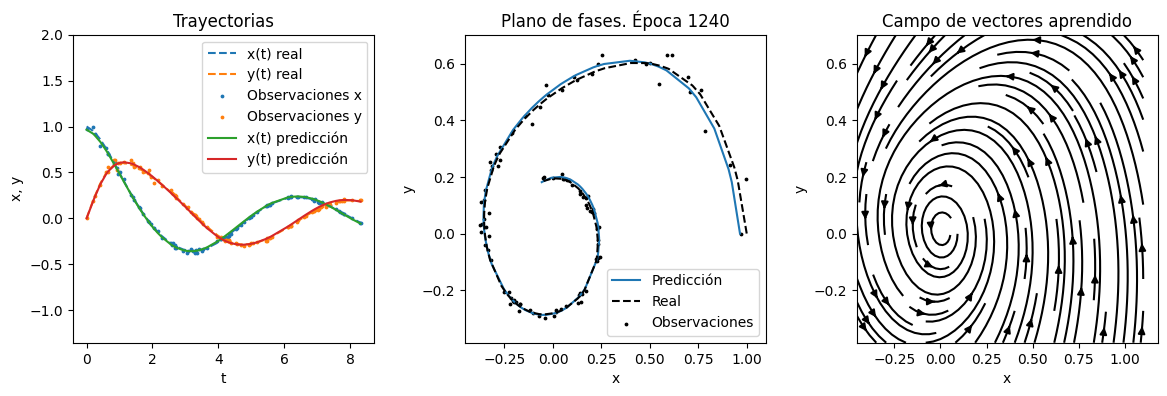 Trayectorias
x, y
2.0
1.5
1.0
0.5
0.0
−0.5
−1.0
x(t) real
y(t) real
Observaciones x
Observaciones y
x(t) predicción
y(t) predicción
0 2 4 6 8
t
Plano de fases. Época 1240
y
0.6
0.4
0.2
0.0
−0.2
Predicción
Real
Observaciones
−0.25 0.00 0.25 0.50 0.75 1.00
x
Campo de vectores aprendido
y
0.6
0.4
0.2
0.0
−0.2
−0.25 0.00 0.25 0.50 0.75 1.00
x